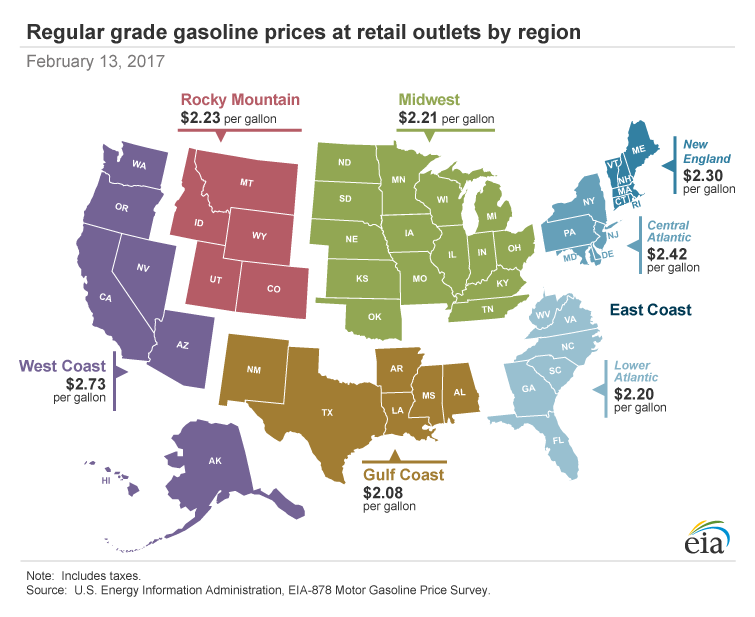 Regular grade gasoline prices at retail outlets by region
February 13, 2017
Rocky Mountain
$2.23 per gallon
Midwest
$2.21 per gallon
New
England
$2.30
per gallon
Central
Atlantic
$2.42
per gallon
East Coast
Lower
Atlantic
$2.20
per gallon
West Coast
$2.73
per gallon
Gulf Coast
$2.08
per gallon
WA
OR
CA
NV
AZ
AK
HI
MT
ID
WY
UT
CO
ND
SD
NE
KS
OK
MN
IA
MO
WI
IL
MI
IN
OH
KY
TN
NM
TX
AR
LA
MS
AL
ME
VT
NH
MA
CT
RI
NY
PA
NJ
MD
DE
WV
VA
NC
SC
GA
FL
eia
Note: Includes taxes.
Source: U.S. Energy Information Administration, EIA-878 Motor Gasoline Price Survey.